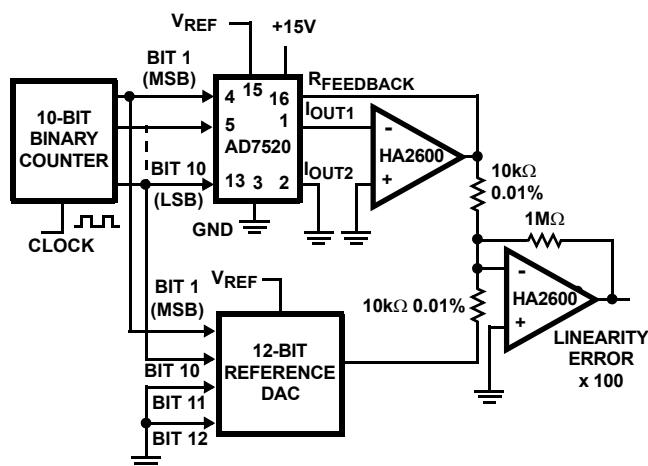 VREF
+15V
BIT 1
(MSB)
RFEEDBACK
15
4
16
IOUT1
5
1
10-BIT
BINARY
COUNTER
AD7520
-
HA2600
+
BIT 10
(LSB)
13
3
2
IOUT2
10kΩ
0.01%
CLOCK
GND
1MΩ
VREF
BIT 1
(MSB)
10kΩ 0.01%
-
HA2600
+
12-BIT
REFERENCE
DAC
BIT 10
BIT 11
BIT 12
LINEARITY
ERROR
x 100